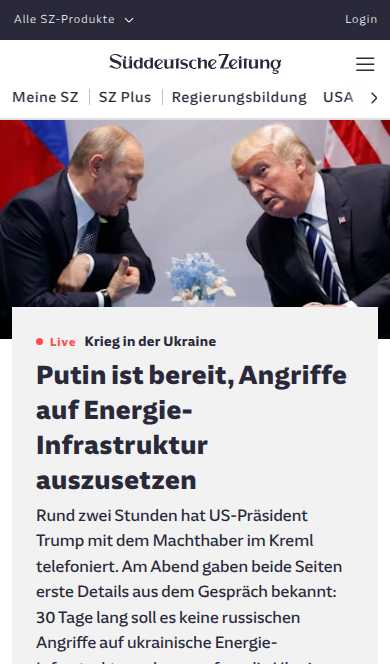 Alle SZ-Produkte
Login
Süddeutsche Zeitung
Meine SZ
SZ Plus
Regierungsbildung
USA
Live Krieg in der Ukraine
Putin ist bereit, Angriffe
auf Energie-
Infrastruktur
auszusetzen
Rund zwei Stunden hat US-Präsident
Trump mit dem Machthaber im Kreml
telefoniert. Am Abend gaben beide Seiten
erste Details aus dem Gespräch bekannt:
30 Tage lang soll es keine russischen
Angriffe auf ukrainische Energie-